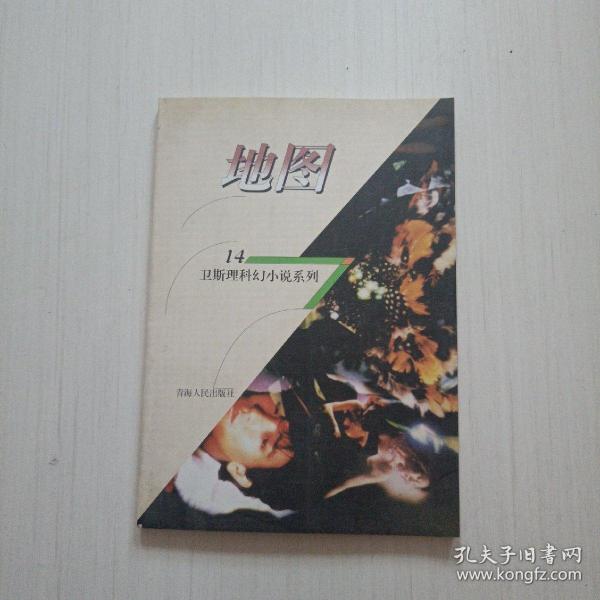 地图
14
卫斯理科幻小说系列
青海人民出版社
孔夫子旧书网
www.kongfz.com